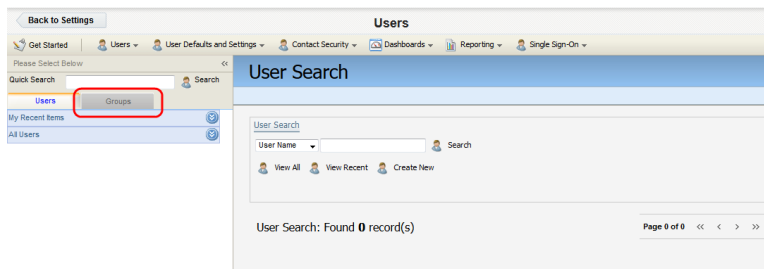 Back to Settings
Users
Get Started
Users
User Defaults and Settings
Contact Security
Dashboards
Reporting
Single Sign-On
Please Select Below
Quick Search
Search
Users
Groups
My Recent Items
All Users
User Search
User Search
User Name
Search
View All
View Recent
Create New
User Search: Found 0 record(s)
Page 0 of 0